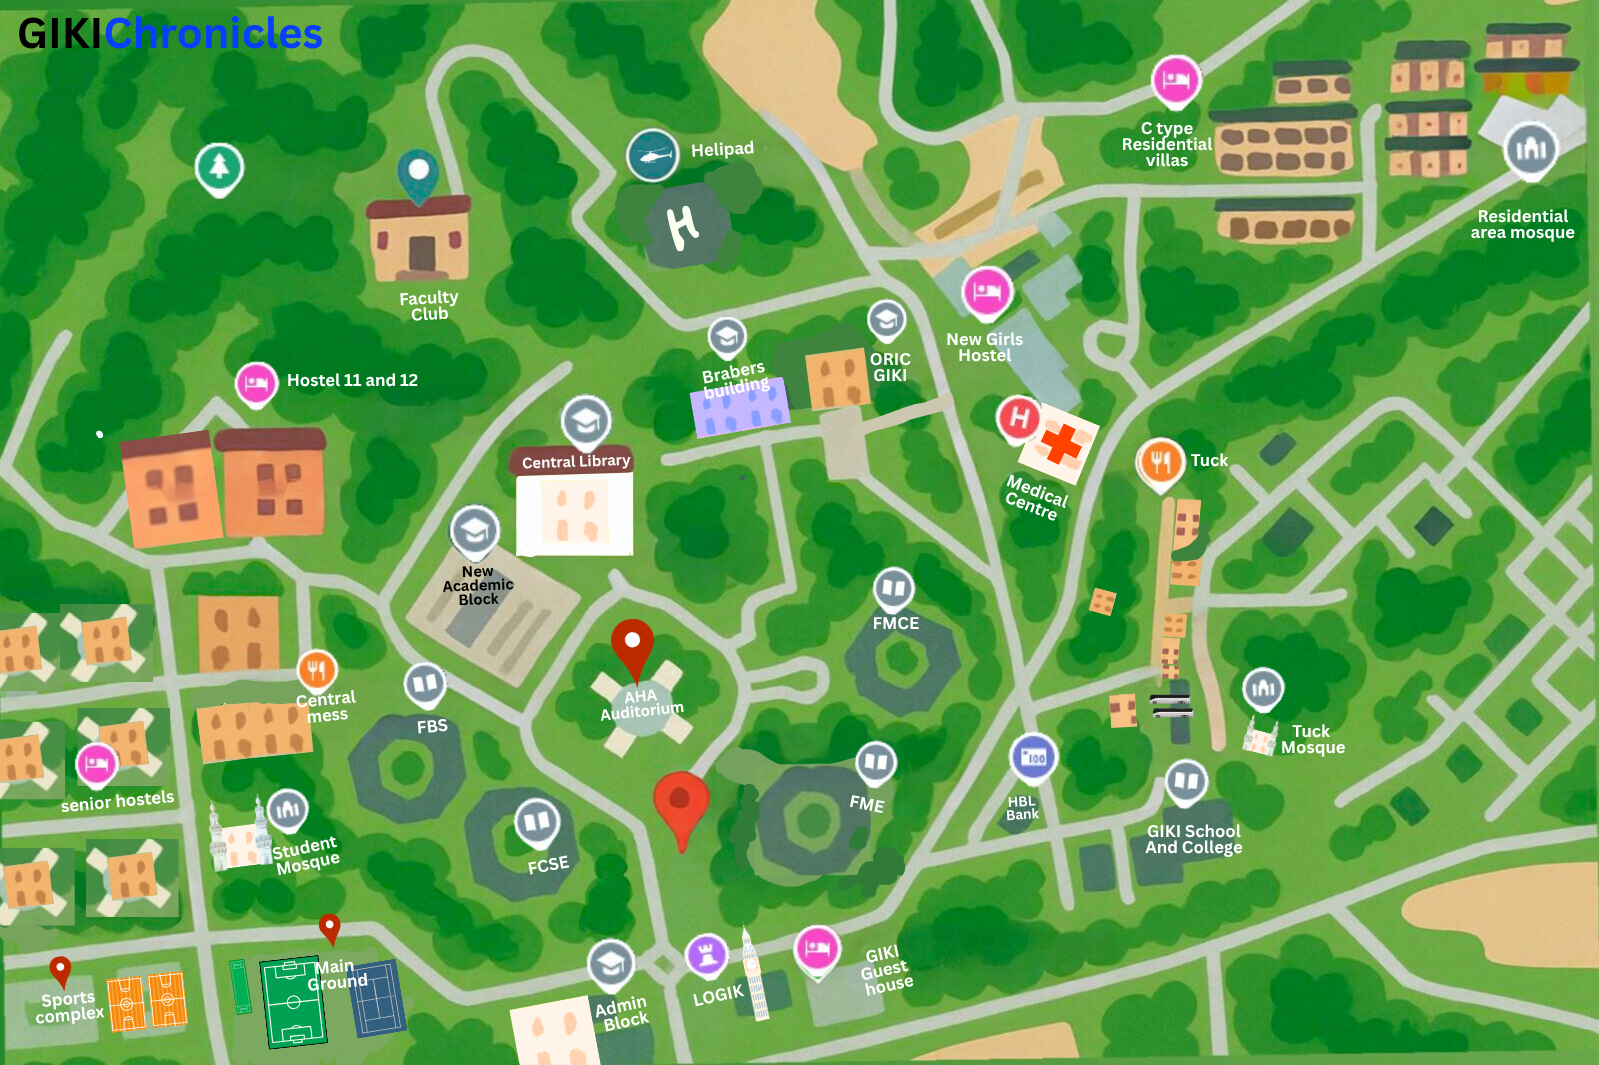 GIKIChronicles
Helipad
H
C type
Residential
villas
Residential
area mosque
Faculty
Club
New Girls
Hostel
ORIC
GIKI
Brabers
building
Hostel 11 and 12
H
Medical
Centre
Tuck
Central Library
New
Academic
Block
FMCE
AHA
Auditorium
Central
mess
FBS
Tuck
Mosque
senior hostels
100
HBL
Bank
FME
GIKI School
And College
Student
Mosque
FCSE
Main
Ground
Sports
complex
Admin
Block
LOGIK
GIKI
Guest
house